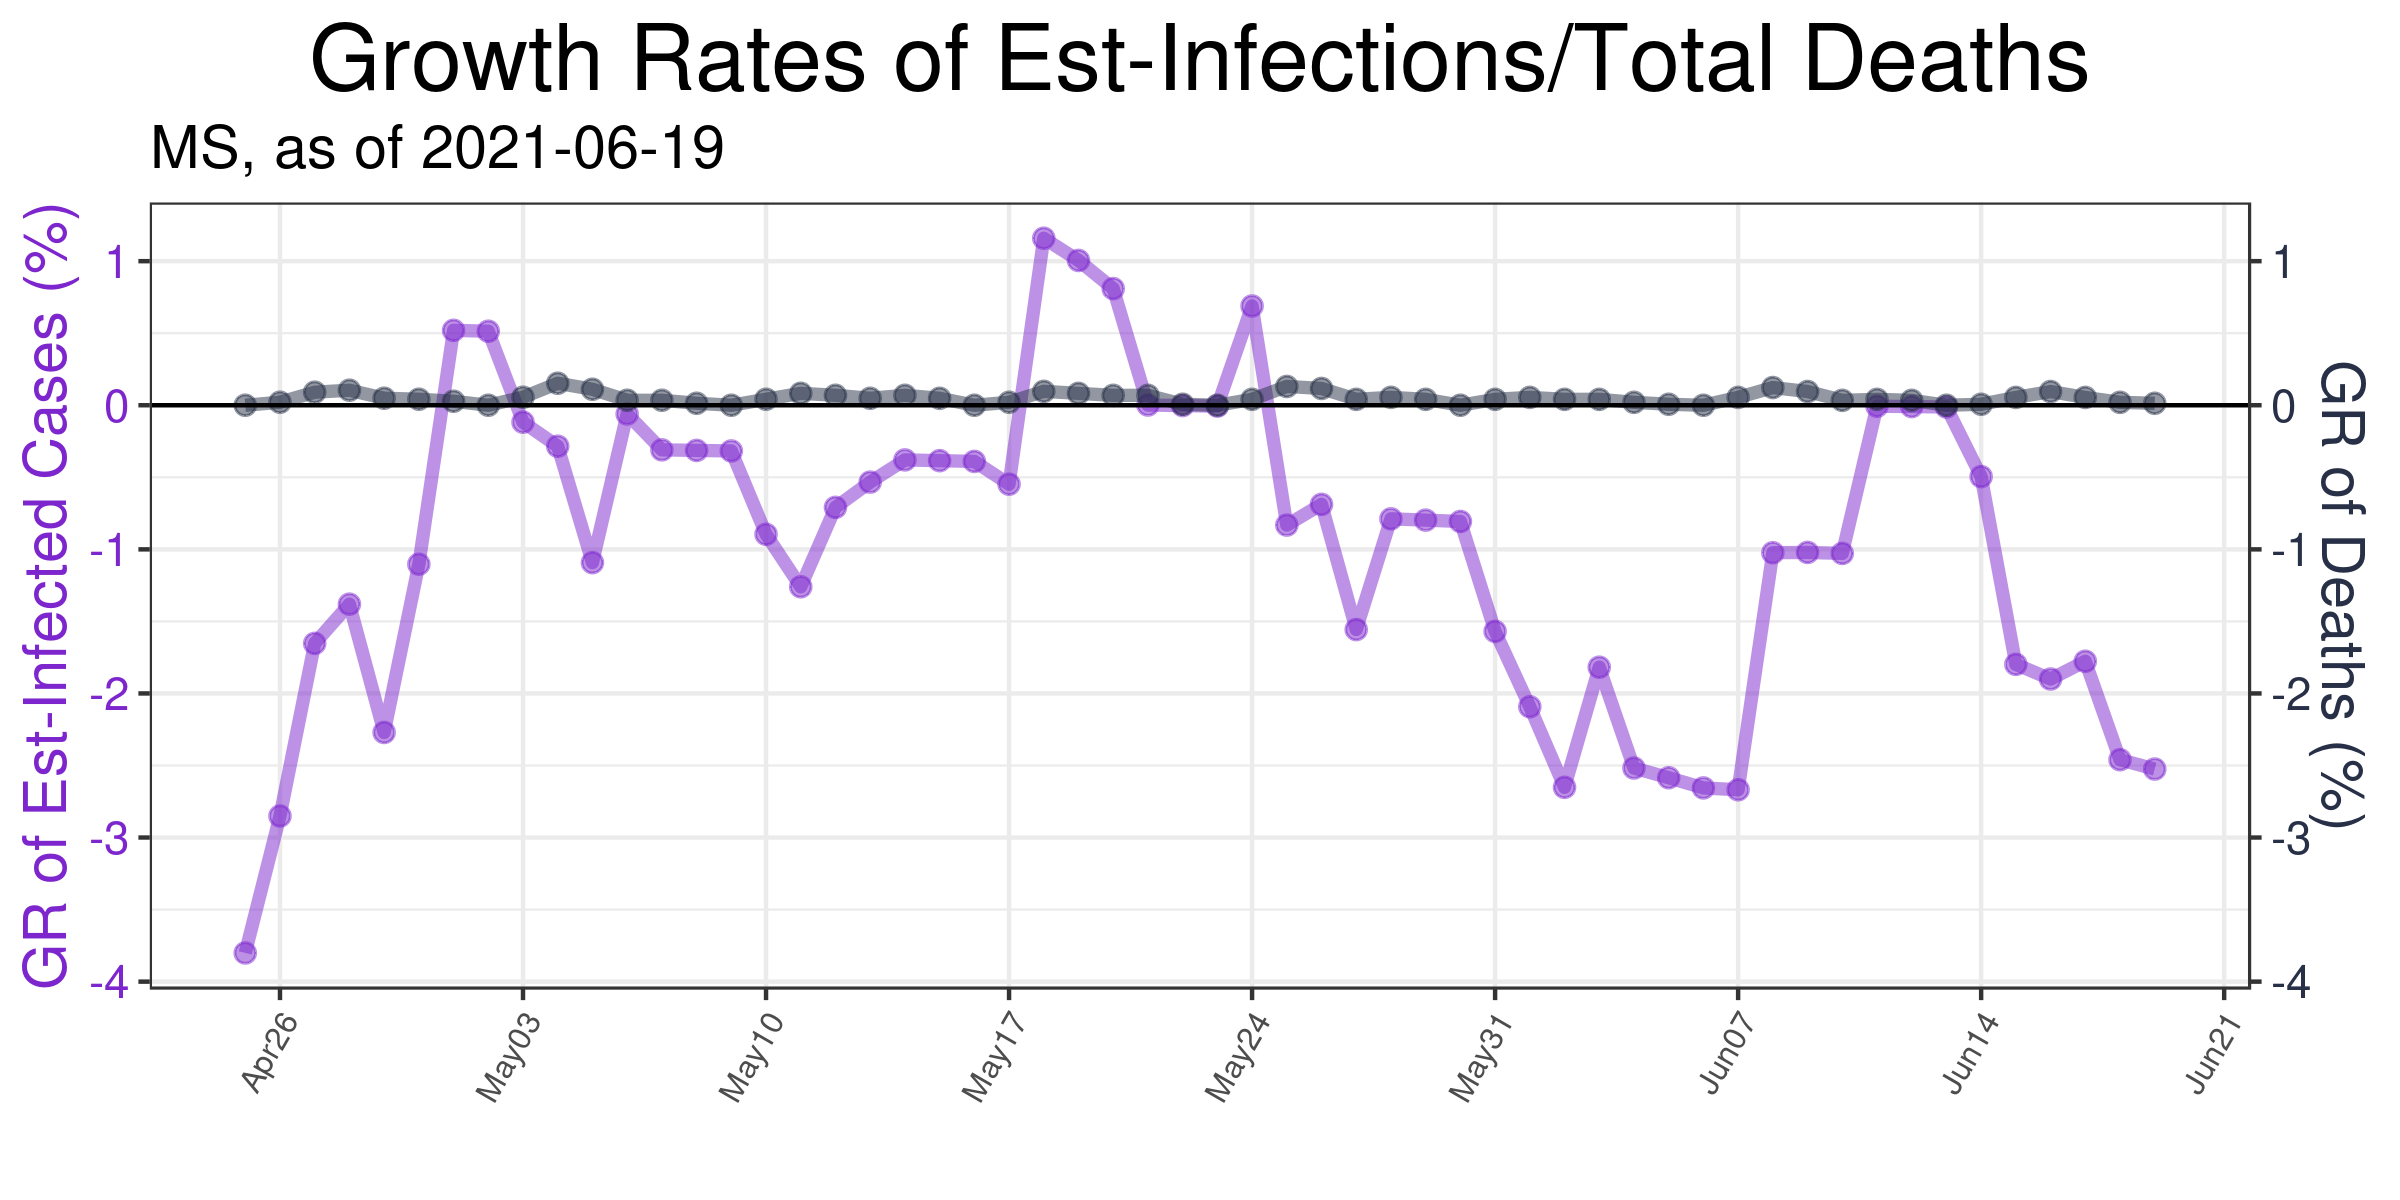 Growth Rates of Est-Infections/Total Deaths
MS, as of 2021-06-19
GR of Est-Infected Cases (%)
1
0
-1
-2
-3
-4
1
0
-1
-2
-3
-4
GR of Deaths (%)
Apr26
May03
May10
May17
May24
May31
Jun07
Jun14
Jun21